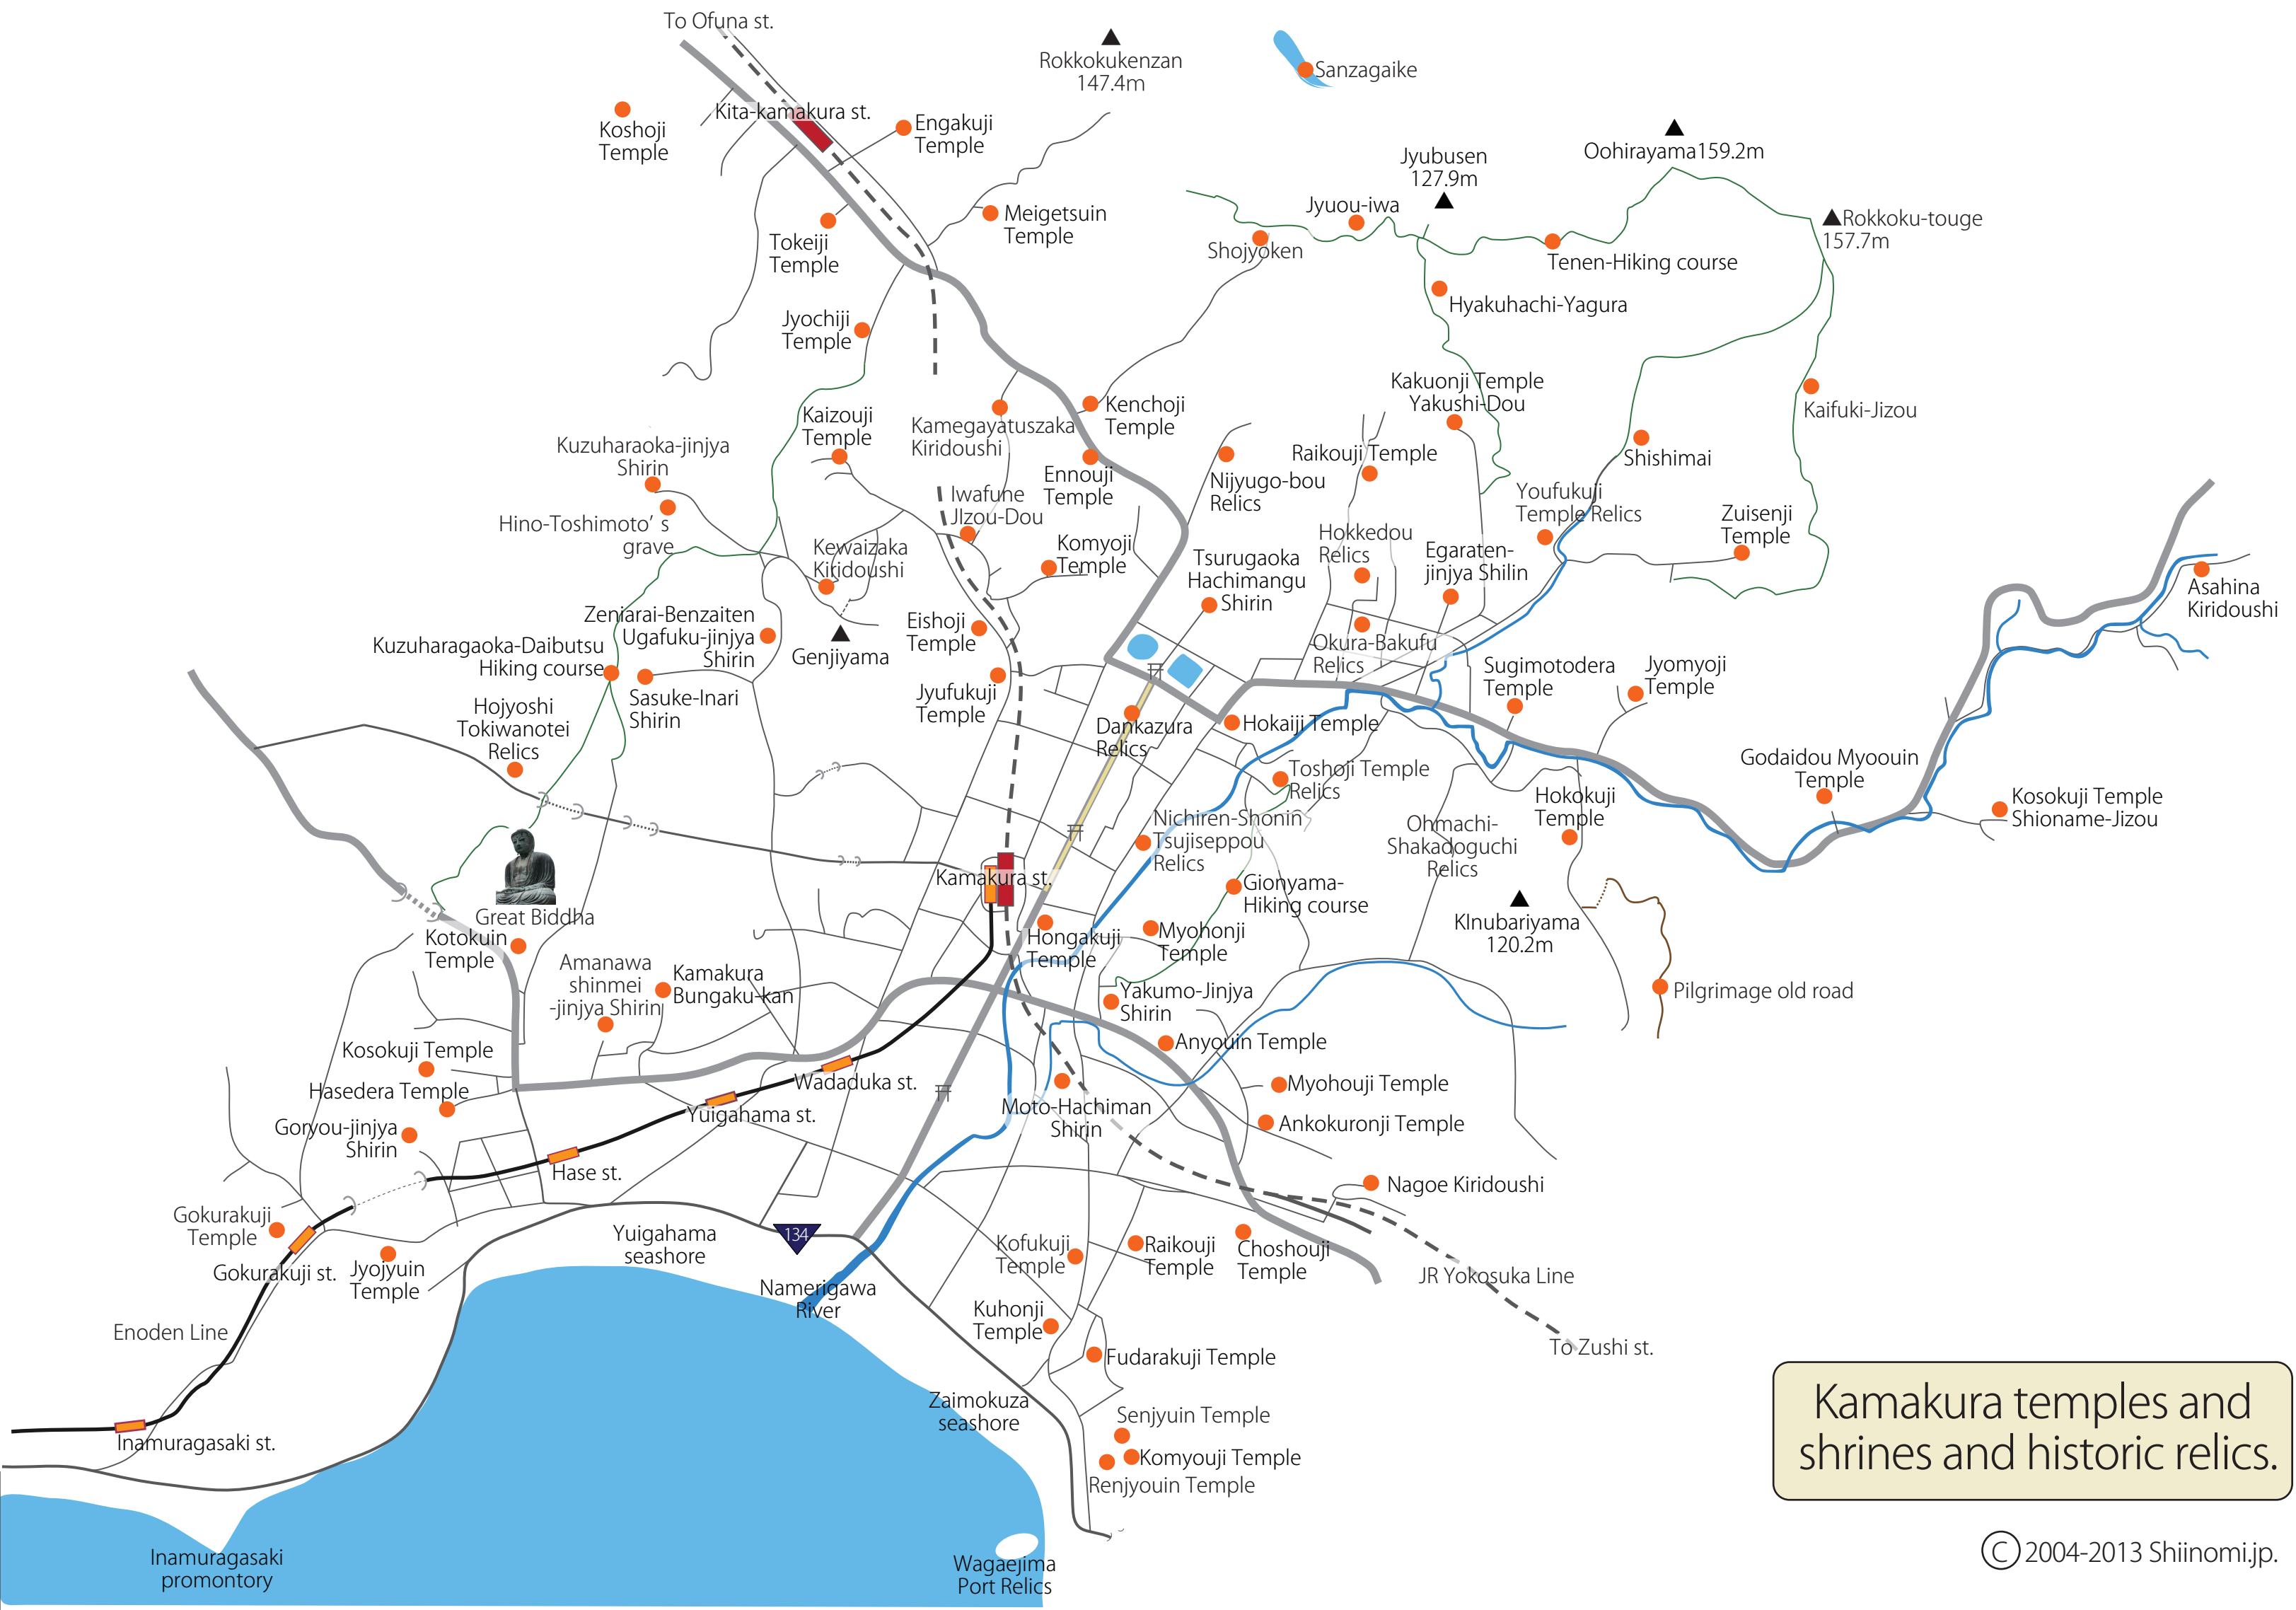 To Ofuna st.
Rokkokukenzan
147.4m
Sanzagaike
Kita-kamakura st.
Koshoji
Temple
Engakuji
Temple
Jyubusen
127.9m
Oohirayama159.2m
Meigetsuin
Temple
Tokeiji
Temple
Jyuou-iwa
Shojyoken
Tenen-Hiking course
Rokkoku-touge
157.7m
Hyakuhachi-Yagura
Jyochiji
Temple
Kakuonji Temple
Yakushi-Dou
Kaifuki-Jizou
Kaizouji
Temple
Kamegayatuszaka
Kiridoushi
Kenchoji
Temple
Kuzuharaoka-jinjya
Shirin
Ennouji
Temple
Nijyugo-bou
Relics
Raikouji Temple
Shishimai
Hino-Toshimoto’s
grave
Iwafune
JIzou-Dou
Youfukuji
Temple Relics
Zuisenji
Temple
Kewaizaka
Kiridoushi
Komyoji
Temple
Tsurugaoka
Hachimangu
Shirin
Hokkedou
Relics
Egaraten-
jinjya Shilin
Asahina
Kiridoushi
Zeniarai-Benzaiten
Ugafuku-jinjya
Shirin
Eishoji
Temple
Genjiyama
Okura-Bakufu
Relics
Kuzuharagaoka-Daibutsu
Hiking course
Sasuke-Inari
Shirin
Jyufukuji
Temple
Sugimotodera
Temple
Jyomyoji
Temple
Hojyoshi
Tokiwanotei
Relics
Dankazura
Relics
Hokaiji Temple
Godaidou Myoouin
Temple
Toshoji Temple
Relics
Hokokuji
Temple
Kosokuji Temple
Shioname-Jizou
Nichiren-Shonin
Tsujiseppou
Relics
Ohmachi-
Shakadoguchi
Relics
Kamakura st.
Gionyama-
Hiking course
Great Biddha
KInubariyama
120.2m
Kotokuin
Temple
Hongakuji
Temple
Myohonji
Temple
Amanawa
shinmei
-jinjya Shirin
Kamakura
Bungaku-kan
Yakumo-Jinjya
Shirin
Pilgrimage old road
Kosokuji Temple
Anyouin Temple
Hasedera Temple
Wadaduka st.
Myohouji Temple
Goryou-jinjya
Shirin
Yuigahama st.
Moto-Hachiman
Shirin
Ankokuronji Temple
Hase st.
Nagoe Kiridoushi
Gokurakuji
Temple
Yuigahama
seashore
134
Kofukuji
Temple
Raikouji
Temple
Choshouji
Temple
Gokurakuji st.
Jyojyuin
Temple
Namerigawa
River
JR Yokosuka Line
Enoden Line
Kuhonji
Temple
To Zushi st.
Fudarakuji Temple
Zaimokuza
seashore
Senjyuin Temple
Inamuragasaki st.
Komyouji Temple
Renjyouin Temple
Kamakura temples and
shrines and historic relics.
Inamuragasaki
promontory
Wagaejima
Port Relics
©2004-2013 Shiinomi.jp.